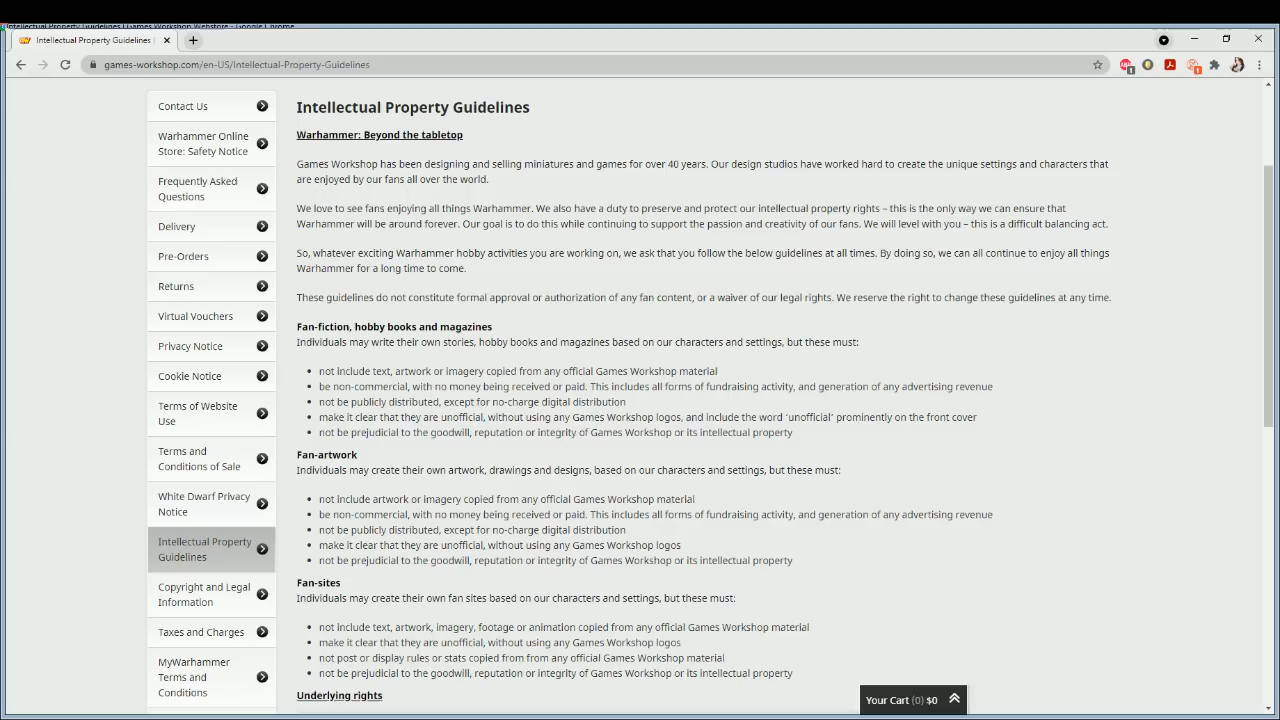 Intellectual Property Guidelines | Games Workshop Webstore - Google Chrome
Intellectual Property Guidelines |
games-workshop.com/en-US/Intellectual-Property-Guidelines
1
1
Contact Us
Warhammer Online
Store: Safety Notice
Frequently Asked
Questions
Delivery
Pre-Orders
Returns
Virtual Vouchers
Privacy Notice
Cookie Notice
Terms of Website
Use
Terms and
Conditions of Sale
White Dwarf Privacy
Notice
Intellectual Property
Guidelines
Copyright and Legal
Information
Taxes and Charges
MyWarhammer
Terms and
Conditions
Intellectual Property Guidelines
Warhammer: Beyond the tabletop
Games Workshop has been designing and selling miniatures and games for over 40 years. Our design studios have worked hard to create the unique settings and characters that
are enjoyed by our fans all over the world.
We love to see fans enjoying all things Warhammer. We also have a duty to preserve and protect our intellectual property rights – this is the only way we can ensure that
Warhammer will be around forever. Our goal is to do this while continuing to support the passion and creativity of our fans. We will level with you – this is a difficult balancing act.
So, whatever exciting Warhammer hobby activities you are working on, we ask that you follow the below guidelines at all times. By doing so, we can all continue to enjoy all things
Warhammer for a long time to come.
These guidelines do not constitute formal approval or authorization of any fan content, or a waiver of our legal rights. We reserve the right to change these guidelines at any time.
Fan-fiction, hobby books and magazines
Individuals may write their own stories, hobby books and magazines based on our characters and settings, but these must:
• not include text, artwork or imagery copied from any official Games Workshop material
• be non-commercial, with no money being received or paid. This includes all forms of fundraising activity, and generation of any advertising revenue
• not be publicly distributed, except for no-charge digital distribution
• make it clear that they are unofficial, without using any Games Workshop logos, and include the word ‘unofficial’ prominently on the front cover
• not be prejudicial to the goodwill, reputation or integrity of Games Workshop or its intellectual property
Fan-artwork
Individuals may create their own artwork, drawings and designs, based on our characters and settings, but these must:
• not include artwork or imagery copied from any official Games Workshop material
• be non-commercial, with no money being received or paid. This includes all forms of fundraising activity, and generation of any advertising revenue
• not be publicly distributed, except for no-charge digital distribution
• make it clear that they are unofficial, without using any Games Workshop logos
• not be prejudicial to the goodwill, reputation or integrity of Games Workshop or its intellectual property
Fan-sites
Individuals may create their own fan sites based on our characters and settings, but these must:
• not include text, artwork, imagery, footage or animation copied from any official Games Workshop material
• make it clear that they are unofficial, without using any Games Workshop logos
• not post or display rules or stats copied from from any official Games Workshop material
• not be prejudicial to the goodwill, reputation or integrity of Games Workshop or its intellectual property
Underlying rights
Your Cart (0) $0